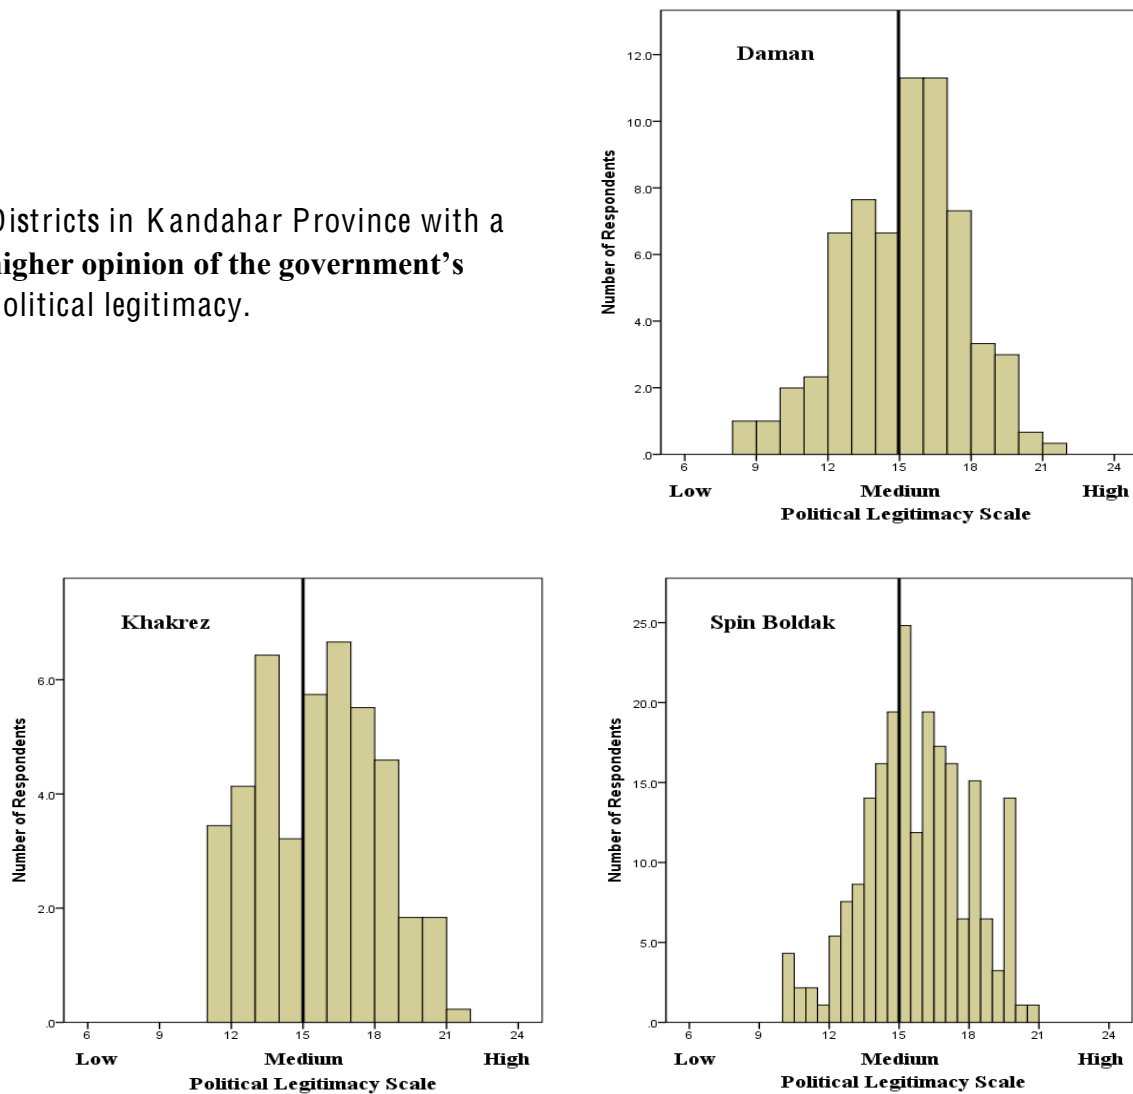 Districts in Kandahar Province with a
higher opinion of the government’s
political legitimacy.
Daman
Number of Respondents
12.0
10.0
8.0
6.0
4.0
2.0
.0
6 9 12 15 18 21 24
Low Medium High
Political Legitimacy Scale
Khakrez
Number of Respondents
6.0
4.0
2.0
.0
6 9 12 15 18 21 24
Low Medium High
Political Legitimacy Scale
Spin Boldak
Number of Respondents
25.0
20.0
15.0
10.0
5.0
.0
6 9 12 15 18 21 24
Low Medium High
Political Legitimacy Scale